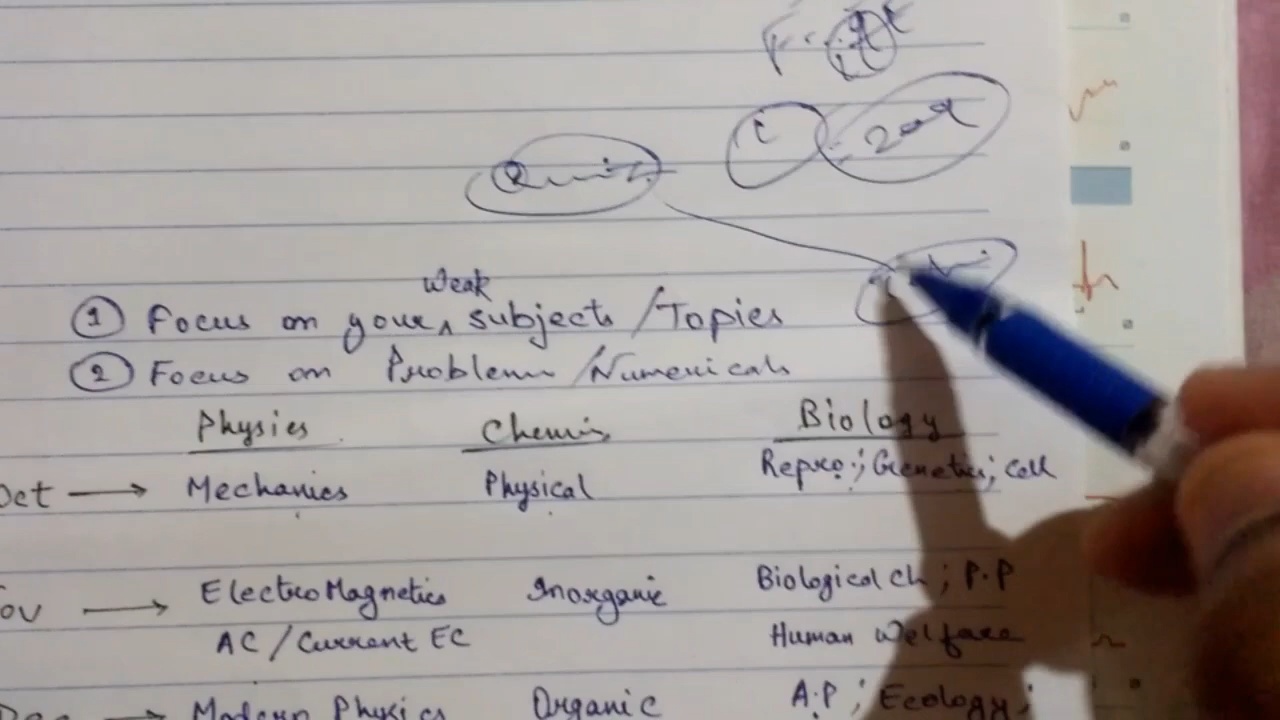 Quiz
Weak
① Focus on your ^ subjects / Topics
② Focus on Problems / Numericals
Physics Chemis Biology
Oct → Mechanics Physical Repro; Genetics; Cell
ov → ElectroMagnetics Inorganic Biological ch; P.P
AC / Current EC Human Welfare
→ Modern Physics Organic A.P; Ecology;